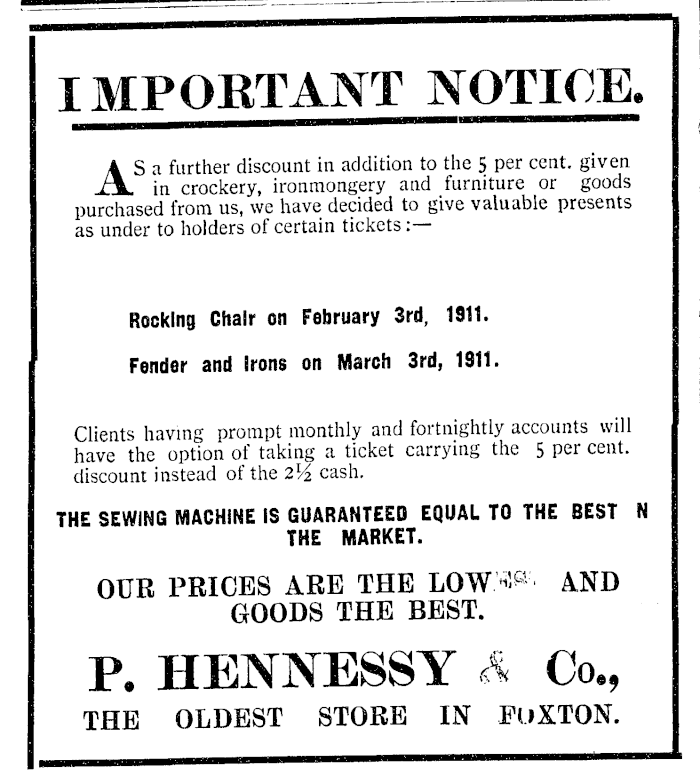 IMPORTANT NOTICE.
AS a further discount in addition to the 5 per cent. given
in crockery, ironmongery and furniture or goods
purchased from us, we have decided to give valuable presents
as under to holders of certain tickets:—
Rocking Chair on February 3rd, 1911.
Fender and Irons on March 3rd, 1911.
Clients having prompt monthly and fortnightly accounts will
have the option of taking a ticket carrying the 5 per cent.
discount instead of the 2½ cash.
THE SEWING MACHINE IS GUARANTEED EQUAL TO THE BEST N
THE MARKET.
OUR PRICES ARE THE LOWEST AND
GOODS THE BEST.
P. HENNESSY & Co.,
THE OLDEST STORE IN FOXTON.